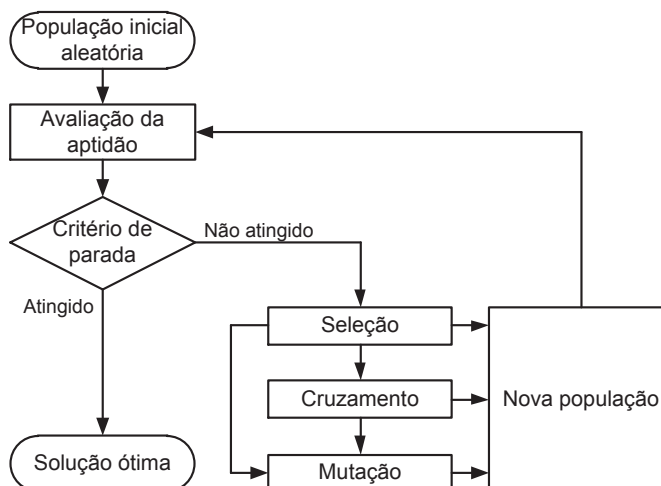 População inicial
aleatória
Avaliação da
aptidão
Critério de
parada
Não atingido
Atingido
Seleção
Cruzamento
Nova população
Solução ótima
Mutação